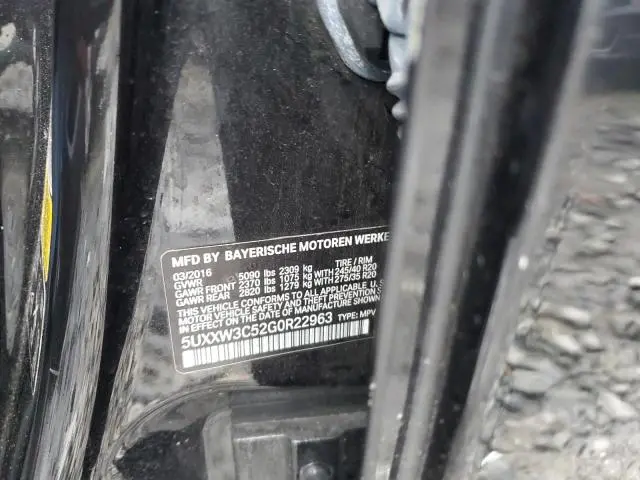 MFD BY BAYERISCHE MOTOREN WERKE
03/2016 TIRE / RIM
GVWR 5090 lbs 2309 kg
GAWR FRONT 2370 lbs 1075 kg WITH 245/40 R20
GAWR REAR 2820 lbs 1279 kg WITH 275/35 R20
THIS VEHICLE CONFORMS TO ALL APPLICABLE U.S
MOTOR VEHICLE SAFETY AND THEFT
IN EFFECT ON THE DATE OF MANUFACTURE SHOWN
5UXXW3C52G0R22963 TYPE: MPV